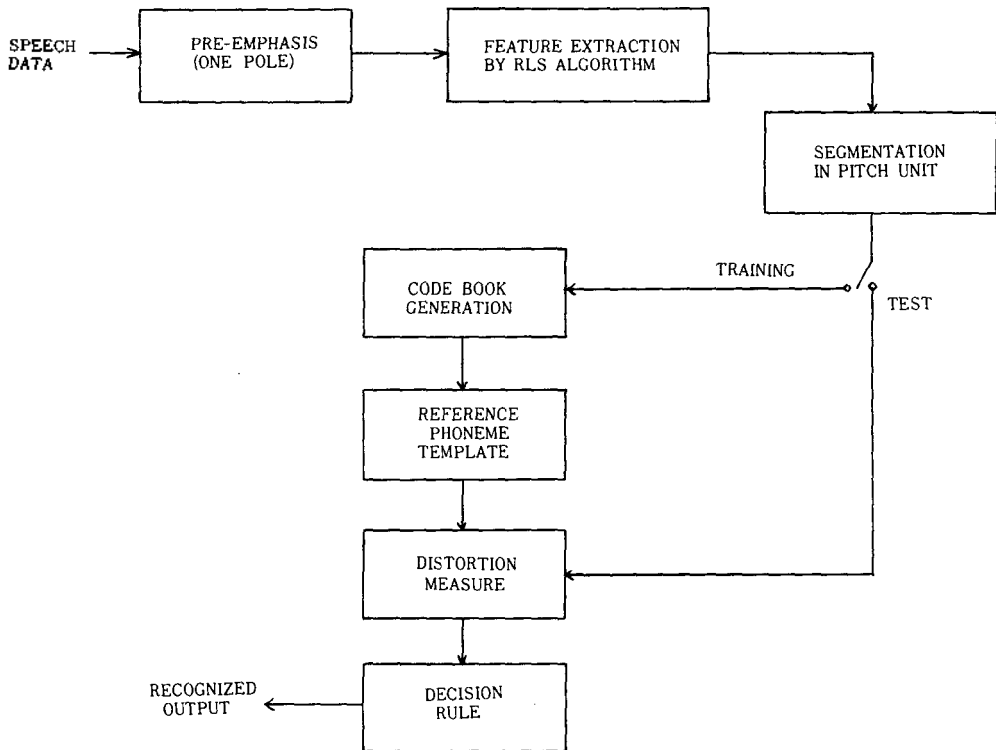 SPEECH
DATA
PRE-EMPHASIS
(ONE POLE)
FEATURE EXTRACTION
BY RLS ALGORITHM
SEGMENTATION
IN PITCH UNIT
TRAINING
TEST
CODE BOOK
GENERATION
REFERENCE
PHONEME
TEMPLATE
DISTORTION
MEASURE
DECISION
RULE
RECOGNIZED
OUTPUT